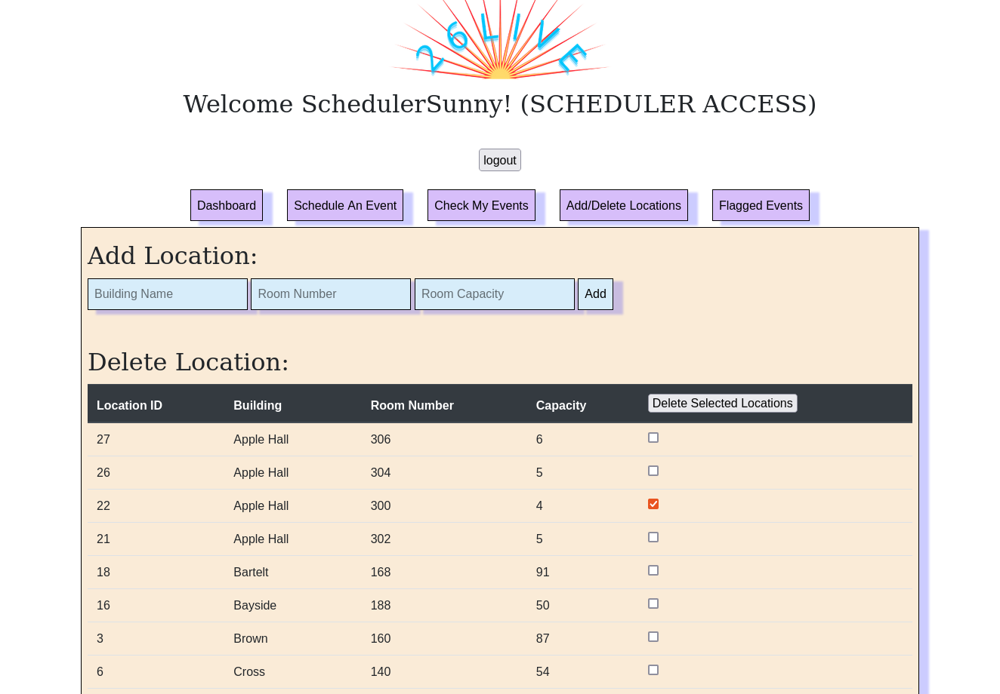 26LIVE
Welcome SchedulerSunny! (SCHEDULER ACCESS)
logout
Dashboard Schedule An Event Check My Events Add/Delete Locations Flagged Events
Add Location:
Building Name Room Number Room Capacity Add
Delete Location:
Location ID Building Room Number Capacity Delete Selected Locations
27 Apple Hall 306 6
26 Apple Hall 304 5
22 Apple Hall 300 4
21 Apple Hall 302 5
18 Bartelt 168 91
16 Bayside 188 50
3 Brown 160 87
6 Cross 140 54